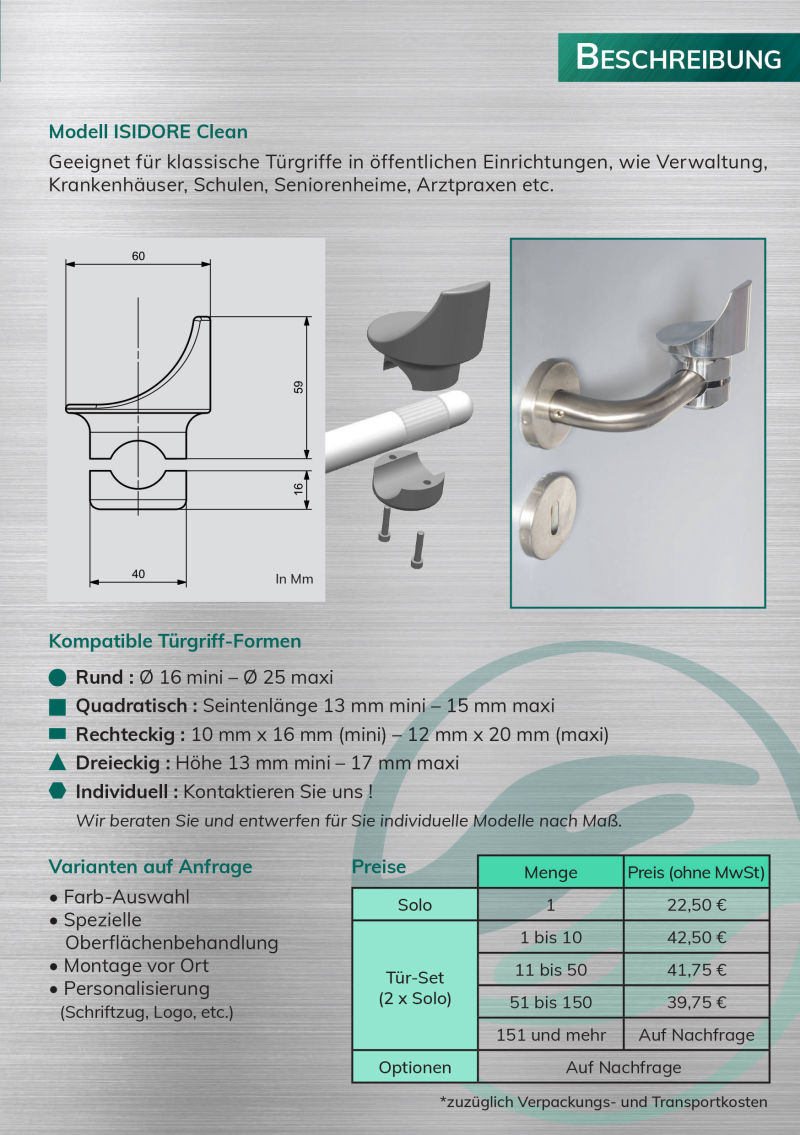 BESCHREIBUNG
Modell ISIDORE Clean
Geeignet für klassische Türgriffe in öffentlichen Einrichtungen, wie Verwaltung,
Krankenhäuser, Schulen, Seniorenheime, Arztpraxen etc.
60
59
16
40
In Mm
Kompatible Türgriff-Formen
Rund : Ø 16 mini – Ø 25 maxi
Quadratisch : Seintenlänge 13 mm mini – 15 mm maxi
Rechteckig : 10 mm x 16 mm (mini) – 12 mm x 20 mm (maxi)
Dreieckig : Höhe 13 mm mini – 17 mm maxi
Individuell : Kontaktieren Sie uns !
Wir beraten Sie und entwerfen für Sie individuelle Modelle nach Maß.
Varianten auf Anfrage
• Farb-Auswahl
• Spezielle
Oberflächenbehandlung
• Montage vor Ort
• Personalisierung
(Schriftzug, Logo, etc.)
Preise
Menge Preis (ohne MwSt)
Solo 1 22,50 €
Tür-Set
(2 x Solo)
1 bis 10 42,50 €
11 bis 50 41,75 €
51 bis 150 39,75 €
151 und mehr Auf Nachfrage
Optionen Auf Nachfrage
*zuzüglich Verpackungs- und Transportkosten